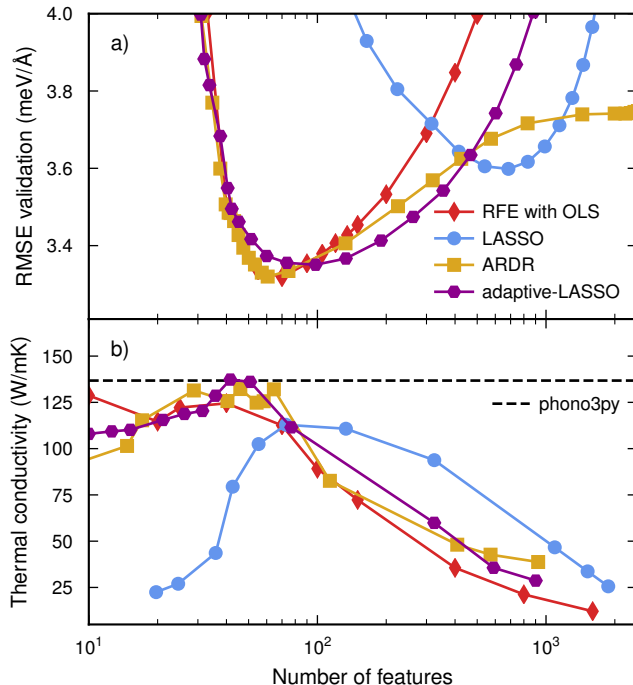 4.0
3.8
3.6
3.4
RMSE validation (meV/Å)
a)
RFE with OLS
LASSO
ARDR
adaptive-LASSO
150
125
100
75
50
25
Thermal conductivity (W/mK)
b)
phono3py
10¹
10²
10³
Number of features